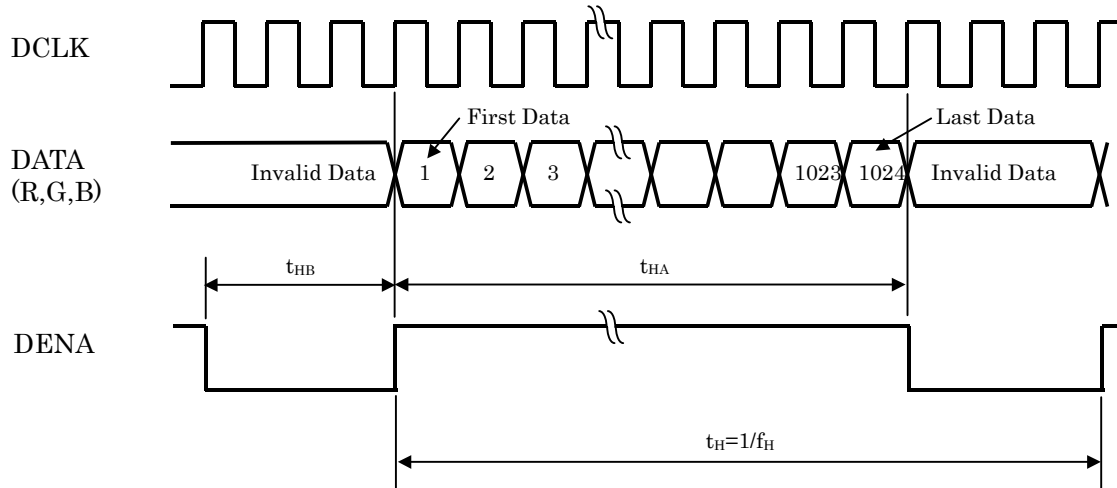 DCLK
First Data
Last Data
DATA
(R,G,B)
Invalid Data 1 2 3 1023 1024 Invalid Data
tHB
tHA
DENA
tH=1/fH